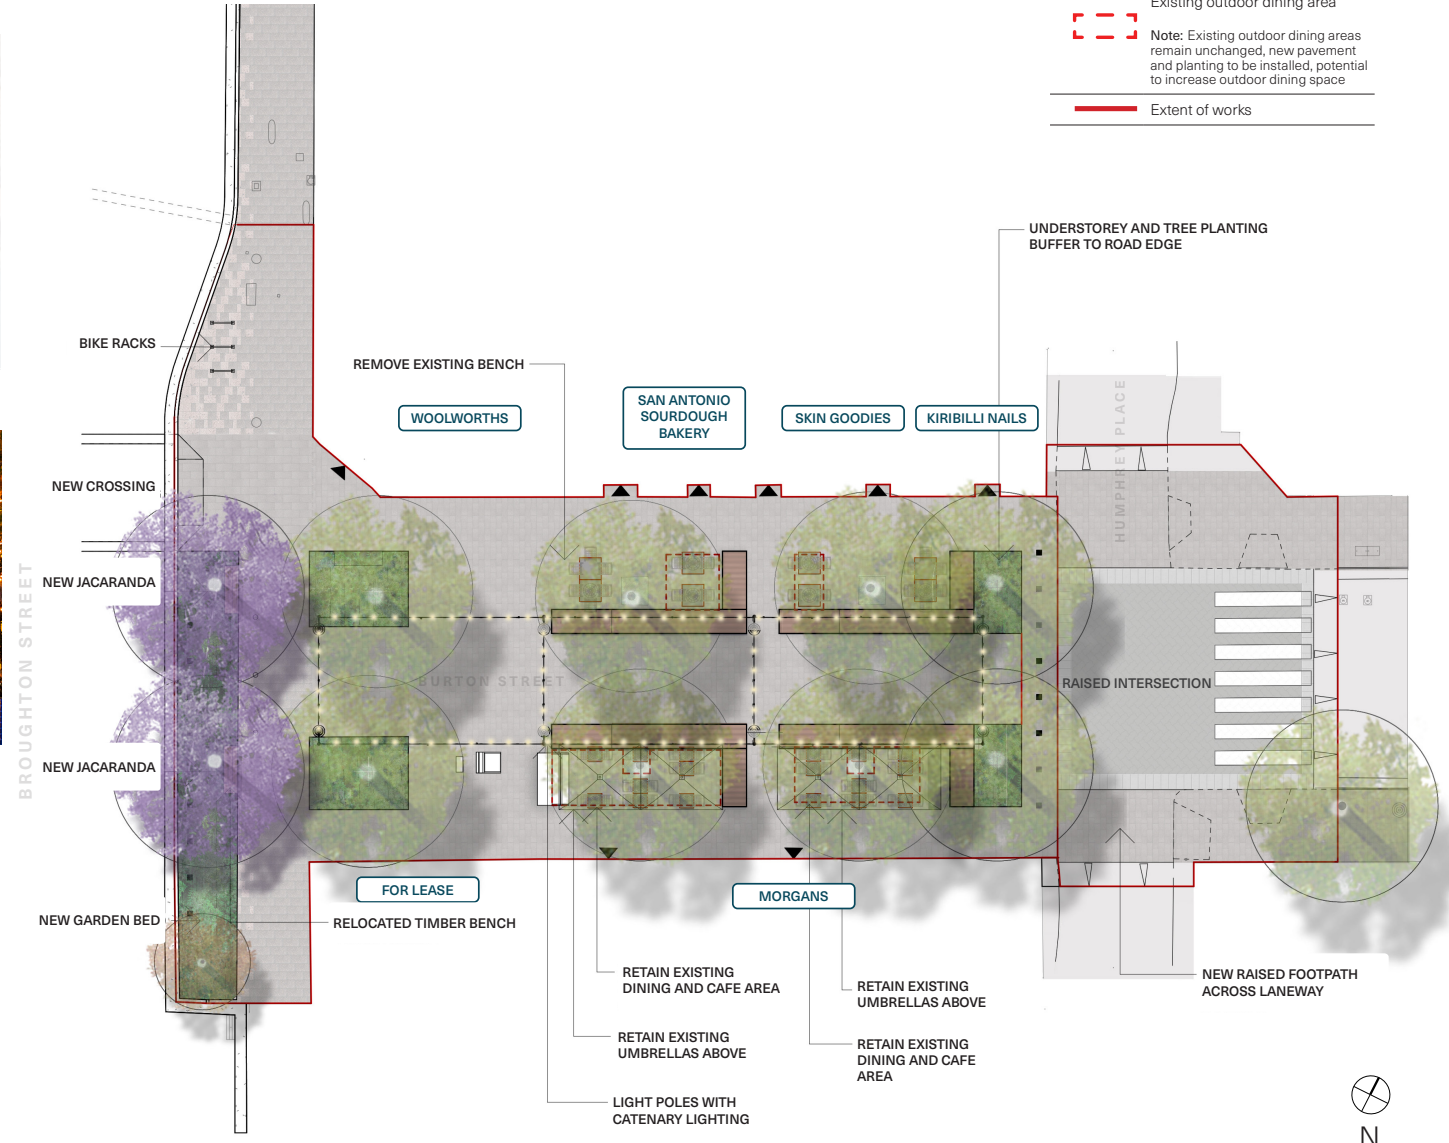 Existing outdoor dining area
Note: Existing outdoor dining areas
remain unchanged, new pavement
and planting to be installed, potential
to increase outdoor dining space
Extent of works
UNDERSTOREY AND TREE PLANTING
BUFFER TO ROAD EDGE
BIKE RACKS
REMOVE EXISTING BENCH
WOOLWORTHS
SAN ANTONIO
SOURDOUGH
BAKERY
SKIN GOODIES
KIRIBILLI NAILS
HUMPHREY PLACE
NEW CROSSING
NEW JACARANDA
BROUGHTON STREET
BURTON STREET
RAISED INTERSECTION
NEW JACARANDA
FOR LEASE
MORGANS
NEW GARDEN BED
RELOCATED TIMBER BENCH
RETAIN EXISTING
DINING AND CAFE AREA
RETAIN EXISTING
UMBRELLAS ABOVE
NEW RAISED FOOTPATH
ACROSS LANEWAY
RETAIN EXISTING
UMBRELLAS ABOVE
RETAIN EXISTING
DINING AND CAFE
AREA
LIGHT POLES WITH
CATENARY LIGHTING
N